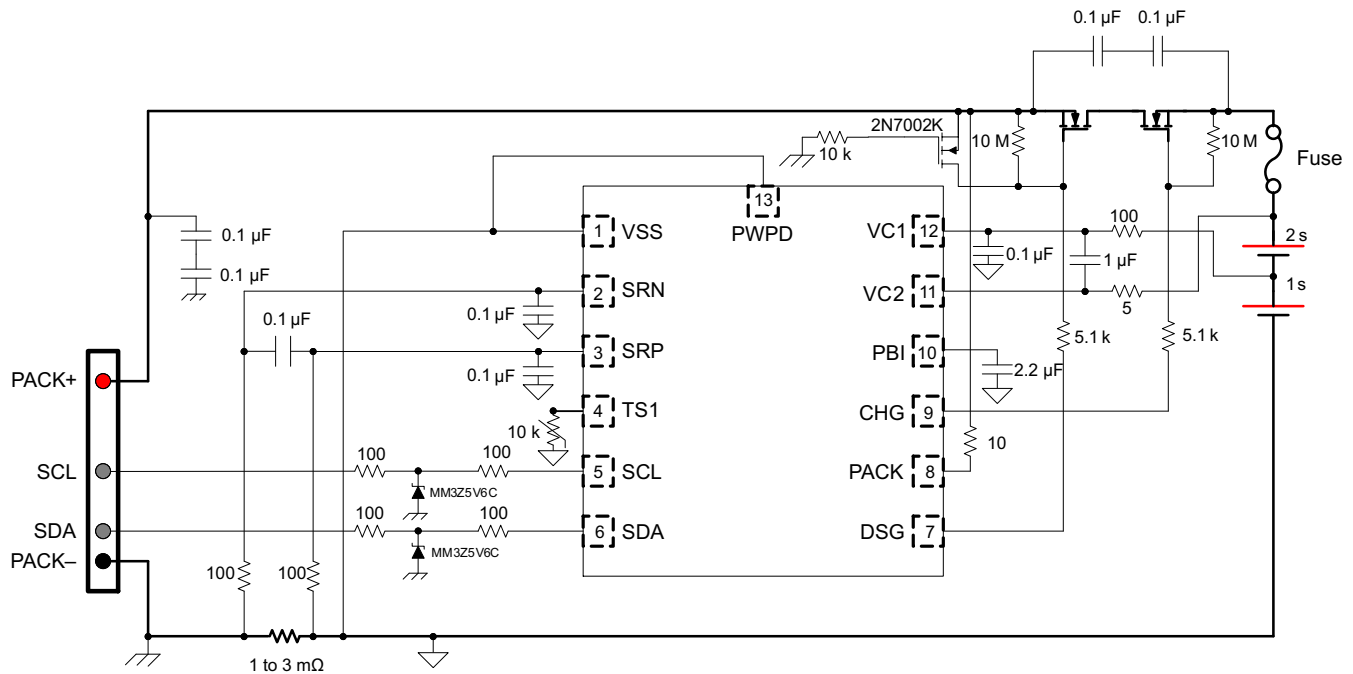 0.1 µF 0.1 µF
2N7002K
10 k
10 M
10 M
Fuse
13
PWPD
0.1 µF
0.1 µF
1 VSS
VC1 12
100
2 s
0.1 µF
1 µF
2 SRN
VC2 11
5
1 s
0.1 µF
0.1 µF
3 SRP
0.1 µF
PBI 10
2.2 µF
5.1 k
5.1 k
PACK+
4 TS1
10 k
CHG 9
10
SCL
100
100
5 SCL
PACK 8
MM3Z5V6C
SDA
100
100
6 SDA
DSG 7
MM3Z5V6C
PACK–
100
100
1 to 3 mΩ